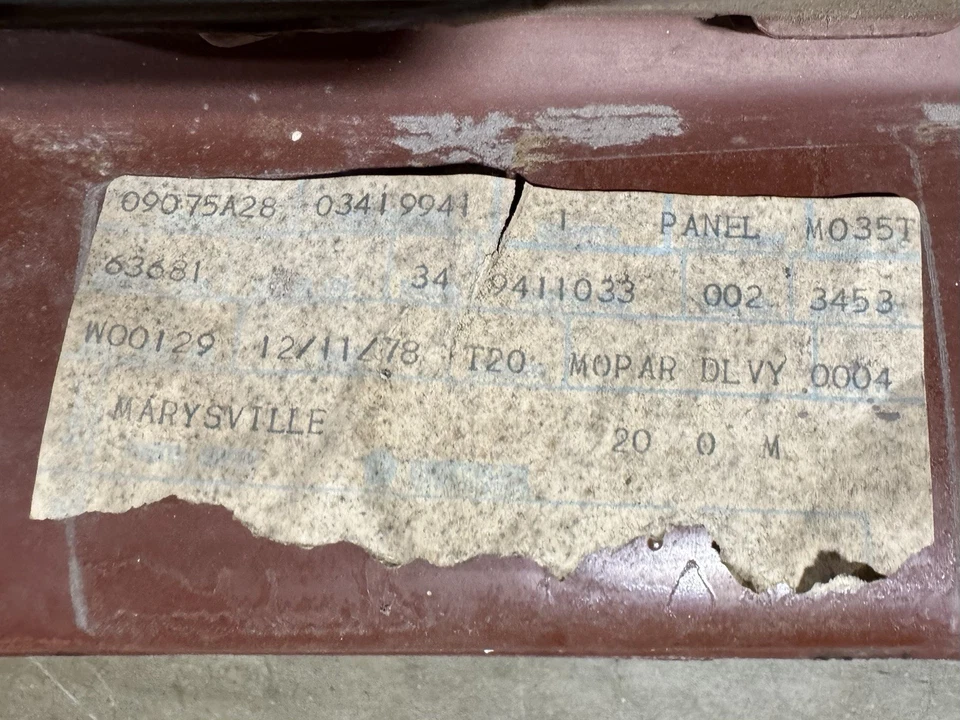 09075A28 03419941 1 PANEL M035T
63681 34 9411033 002 3453
W00129 12/11/78 T20 MOPAR DLVY 0004
MARYSVILLE 20 0 M